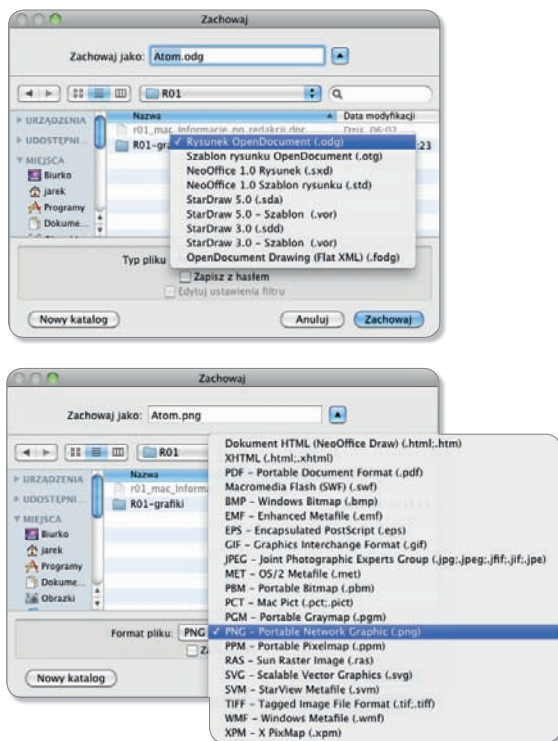 Zachowaj
Zachowaj jako: Atom.odg
R01
Nazwa Data modyfikacji
URZĄDZENIA r01_mac_Informacje_po_redakcji.doc Dziś, 06:02
UDOSTĘPNI... R01-gra 23
MIEJSCA
Biurko
jarek
Programy
Dokume...
✓ Rysunek OpenDocument (.odg)
Szablon rysunku OpenDocument (.otg)
NeoOffice 1.0 Rysunek (.sxd)
NeoOffice 1.0 Szablon rysunku (.std)
StarDraw 5.0 (.sda)
StarDraw 5.0 – Szablon (.vor)
StarDraw 3.0 (.sdd)
StarDraw 3.0 – Szablon (.vor)
OpenDocument Drawing (Flat XML) (.fodg)
Typ pliku
Zapisz z hasłem
Edytuj ustawienia filtru
Nowy katalog Anuluj Zachowaj
Zachowaj
Zachowaj jako: Atom.png
R01
Nazwa
URZĄDZENIA r01_mac_Informa
UDOSTĘPNI... R01-grafiki
MIEJSCA
Biurko
jarek
Programy
Dokume...
Obrazki
Format pliku: PNG
Za
Nowy katalog
Dokument HTML (NeoOffice Draw) (.html;.htm)
XHTML (.html;.xhtml)
PDF – Portable Document Format (.pdf)
Macromedia Flash (SWF) (.swf)
BMP – Windows Bitmap (.bmp)
EMF – Enhanced Metafile (.emf)
EPS – Encapsulated PostScript (.eps)
GIF – Graphics Interchange Format (.gif)
JPEG – Joint Photographic Experts Group (.jpg;.jpeg;.jfif;.jif;.jpe)
MET – OS/2 Metafile (.met)
PBM – Portable Bitmap (.pbm)
PCT – Mac Pict (.pct;.pict)
PGM – Portable Graymap (.pgm)
✓ PNG – Portable Network Graphic (.png)
PPM – Portable Pixelmap (.ppm)
RAS – Sun Raster Image (.ras)
SVG – Scalable Vector Graphics (.svg)
SVM – StarView Metafile (.svm)
TIFF – Tagged Image File Format (.tif;.tiff)
WMF – Windows Metafile (.wmf)
XPM – X PixMap (.xpm)